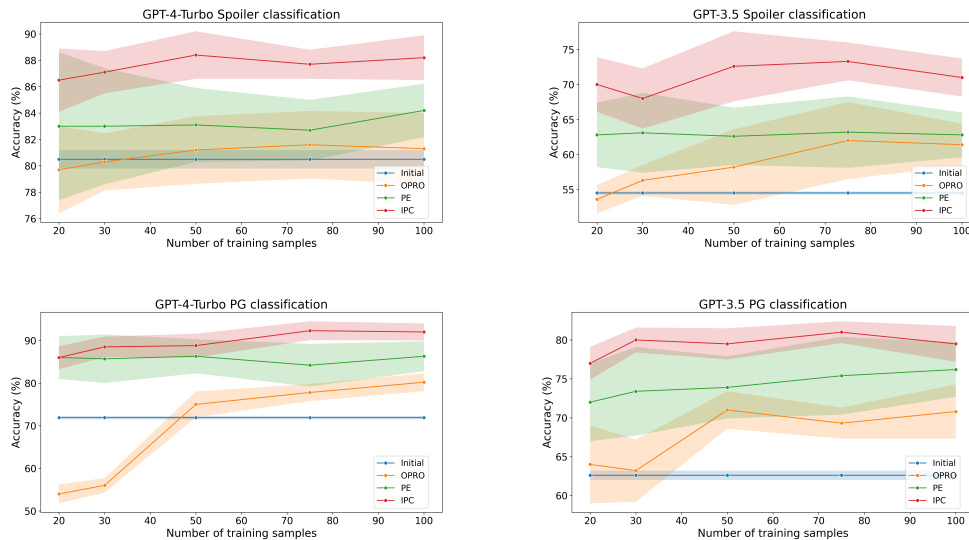 GPT-4-Turbo Spoiler classification
90
88
86
84
82
80
78
76
Accuracy (%)
20 30 40 50 60 70 80 90 100
Number of training samples
Initial
OPRO
PE
IPC
GPT-3.5 Spoiler classification
75
70
65
60
55
Accuracy (%)
20 30 40 50 60 70 80 90 100
Number of training samples
Initial
OPRO
PE
IPC
GPT-4-Turbo PG classification
90
80
70
60
50
Accuracy (%)
20 30 40 50 60 70 80 90 100
Number of training samples
Initial
OPRO
PE
IPC
GPT-3.5 PG classification
80
75
70
65
60
Accuracy (%)
20 30 40 50 60 70 80 90 100
Number of training samples
Initial
OPRO
PE
IPC